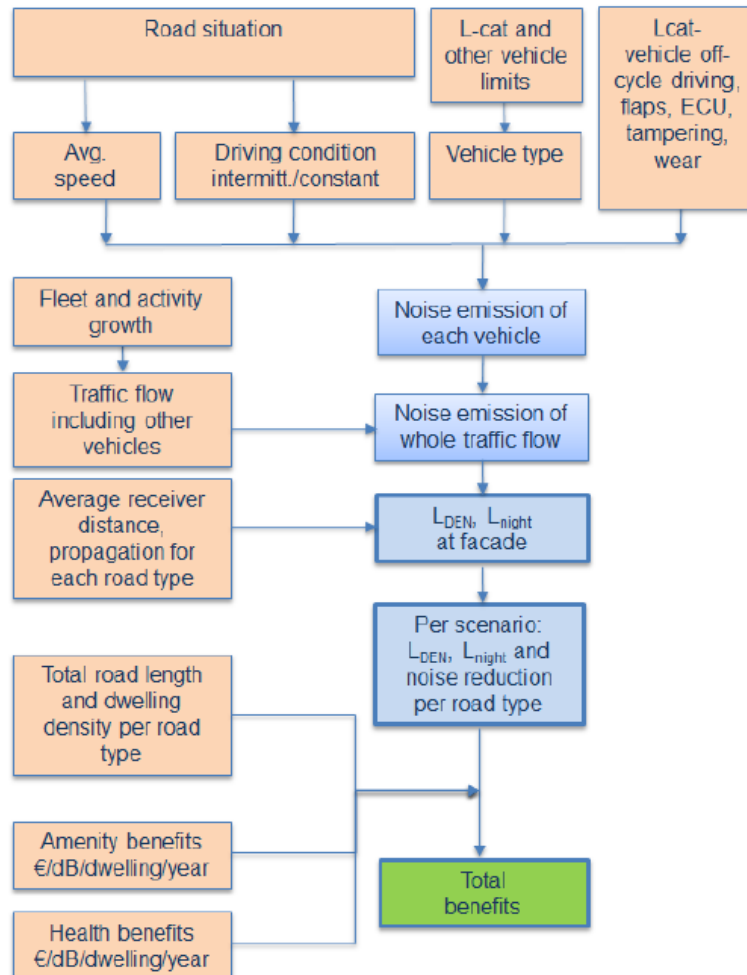 Road situation
L-cat and
other vehicle
limits
Lcat-
vehicle off-
cycle driving,
flaps, ECU,
tampering,
wear
Avg.
speed
Driving condition
intermitt./constant
Vehicle type
Fleet and activity
growth
Noise emission of
each vehicle
Traffic flow
including other
vehicles
Noise emission of
whole traffic flow
Average receiver
distance,
propagation for
each road type
LDEN, Lnight
at facade
Per scenario:
LDEN, Lnight and
noise reduction
per road type
Total road length
and dwelling
density per road
type
Amenity benefits
€/dB/dwelling/year
Total
benefits
Health benefits
€/dB/dwelling/year